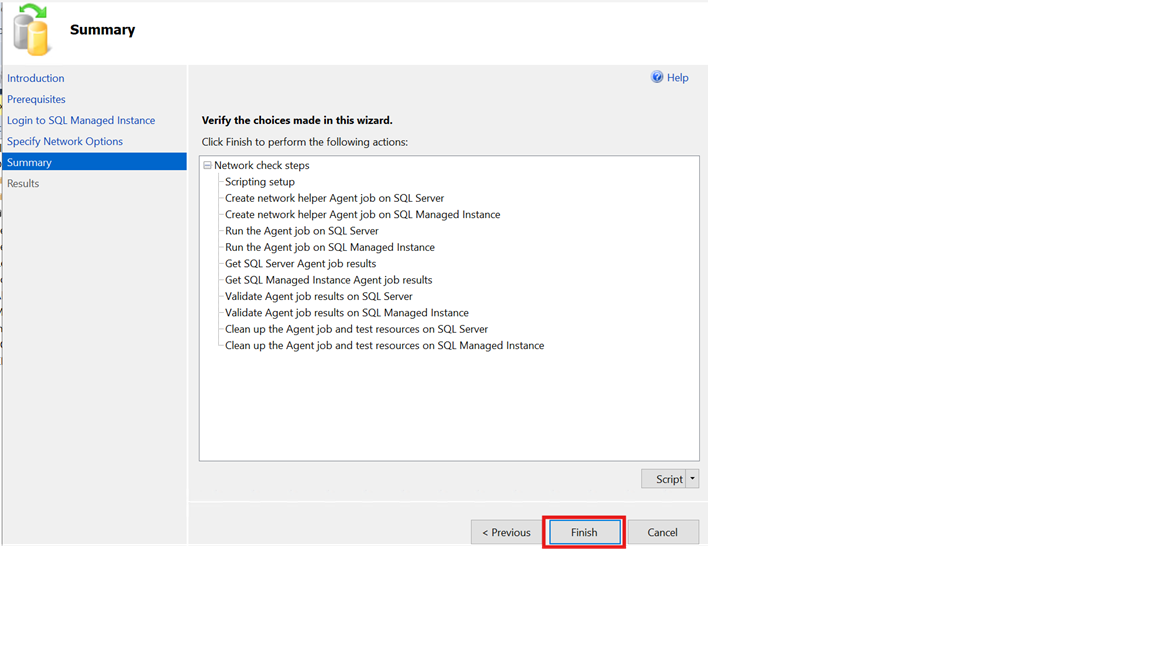 Summary
Introduction
Prerequisites
Login to SQL Managed Instance
Specify Network Options
Summary
Results
Help
Verify the choices made in this wizard.
Click Finish to perform the following actions:
Network check steps
Scripting setup
Create network helper Agent job on SQL Server
Create network helper Agent job on SQL Managed Instance
Run the Agent job on SQL Server
Run the Agent job on SQL Managed Instance
Get SQL Server Agent job results
Get SQL Managed Instance Agent job results
Validate Agent job results on SQL Server
Validate Agent job results on SQL Managed Instance
Clean up the Agent job and test resources on SQL Server
Clean up the Agent job and test resources on SQL Managed Instance
Script
< Previous
Finish
Cancel